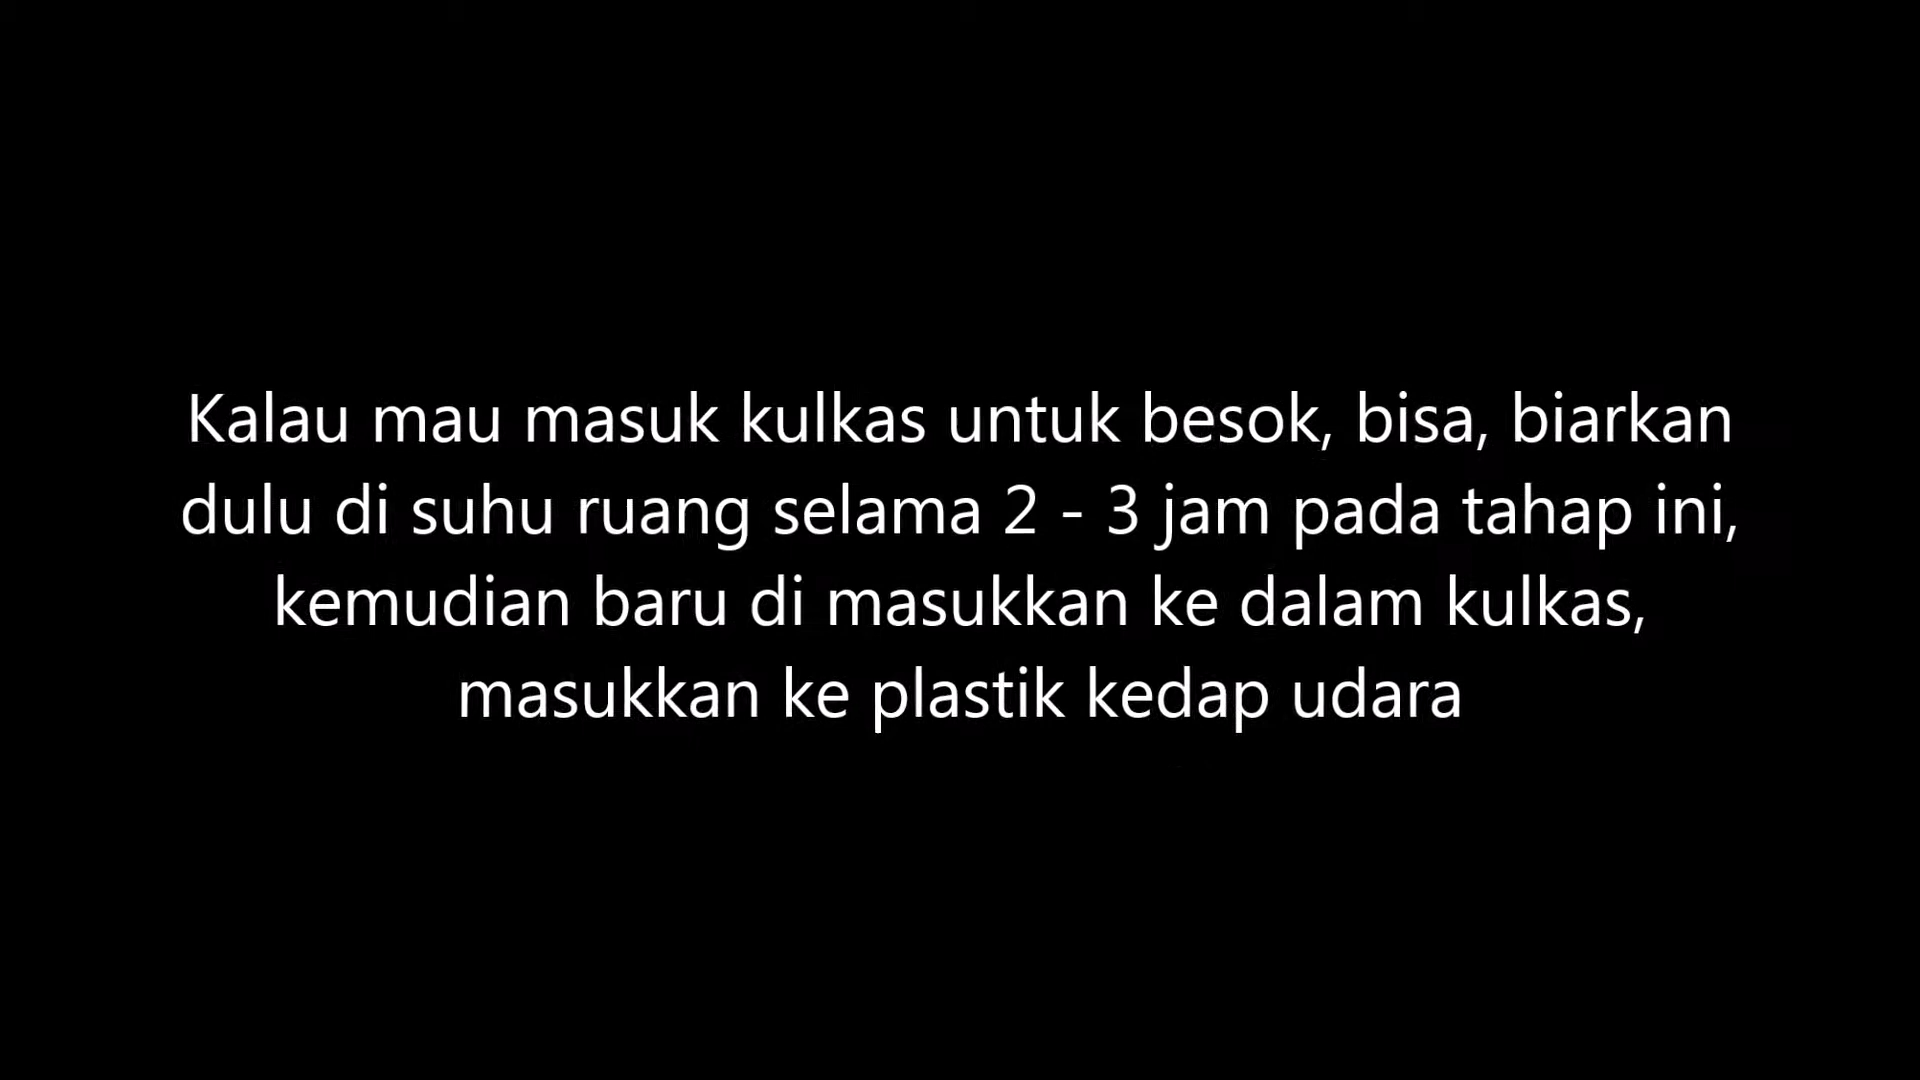 Kalau mau masuk kulkas untuk besok, bisa, biarkan
dulu di suhu ruang selama 2 - 3 jam pada tahap ini,
kemudian baru di masukkan ke dalam kulkas,
masukkan ke plastik kedap udara